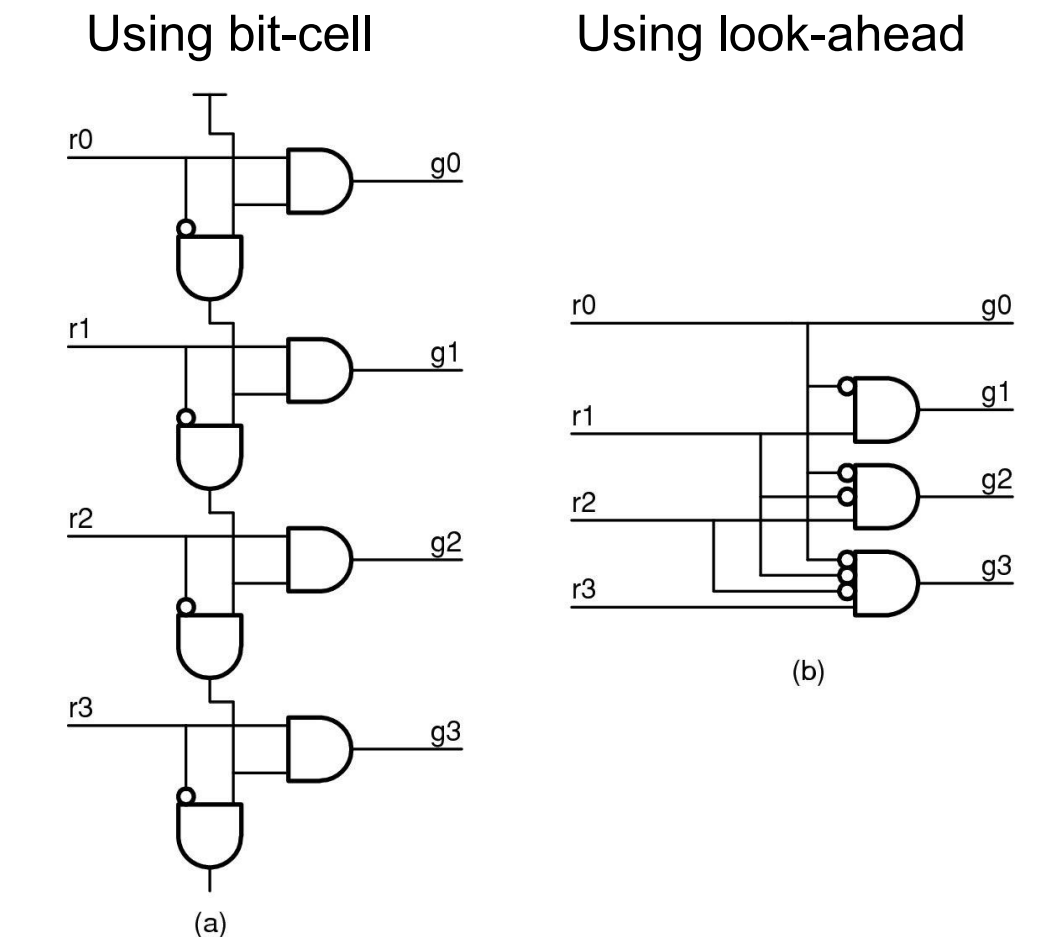 Using bit-cell
Using look-ahead
r0
g0
r1
g1
r2
g2
r3
g3
(a)
r0
g0
r1
g1
r2
g2
r3
g3
(b)